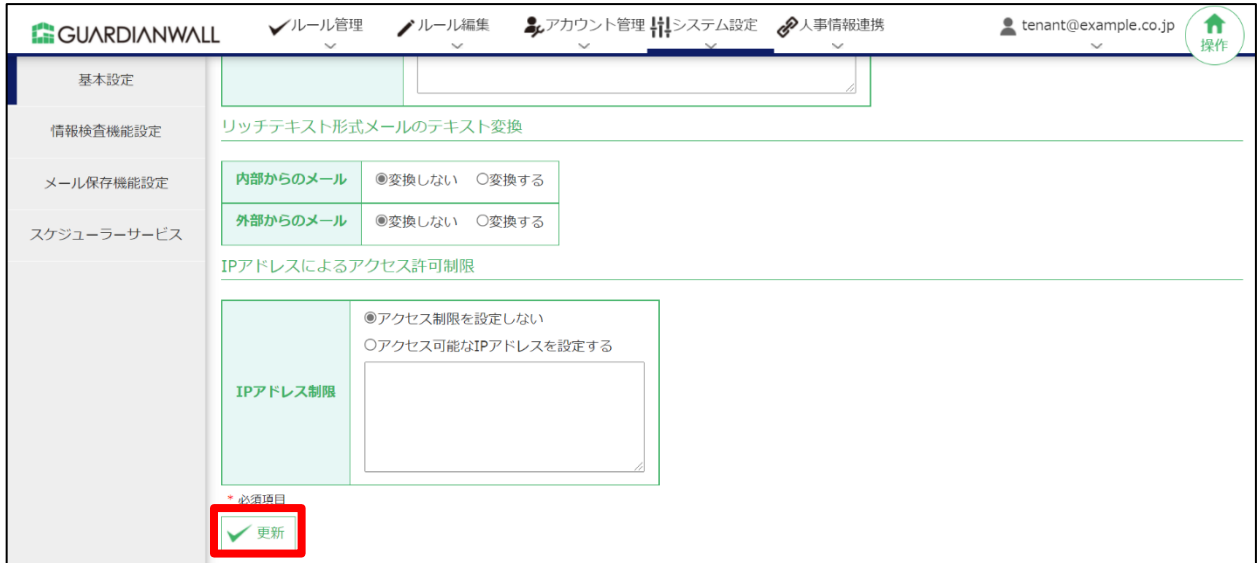 GUARDIANWALL
ルール管理
ルール編集
アカウント管理
システム設定
人事情報連携
tenant@example.co.jp
操作
基本設定
情報検査機能設定
メール保存機能設定
スケジューラーサービス
リッチテキスト形式メールのテキスト変換
内部からのメール ◉変換しない ○変換する
外部からのメール ◉変換しない ○変換する
IPアドレスによるアクセス許可制限
IPアドレス制限
◉アクセス制限を設定しない
○アクセス可能なIPアドレスを設定する
* 必須項目
更新